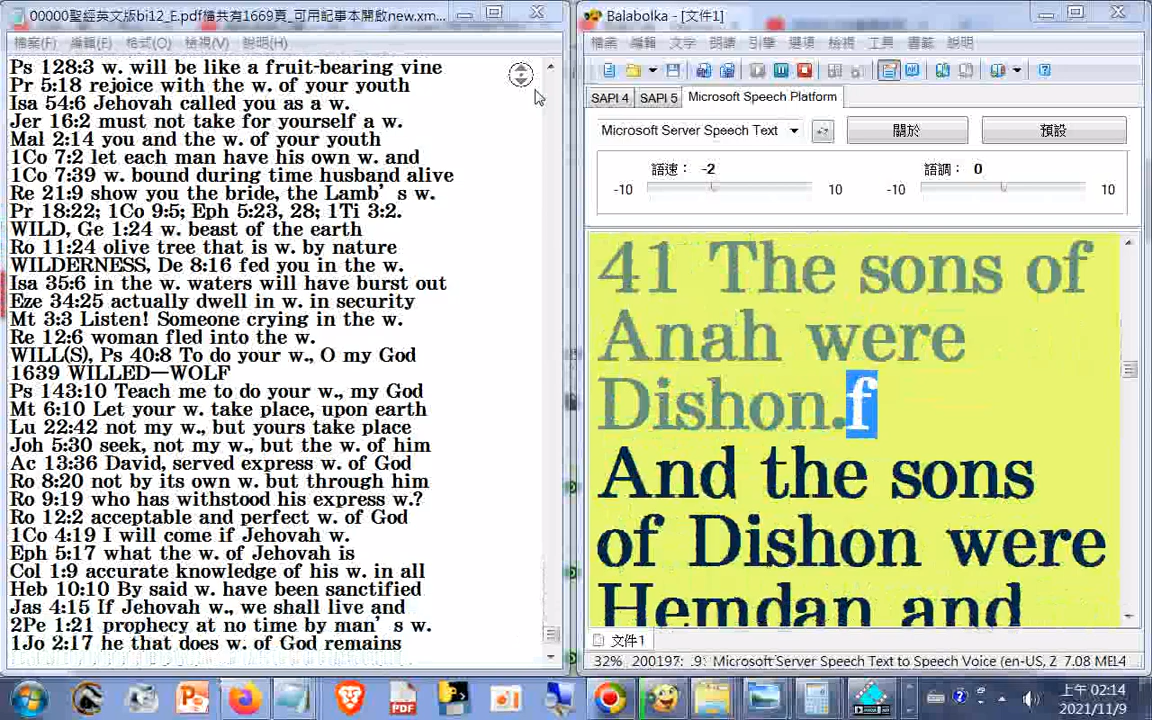 00000聖經英文版bi12_E.pdf檔共有1669頁_可用記事本開啟new.xm...
檔案(F) 編輯(E) 格式(O) 檢視(V) 說明(H)
Ps 128:3 w. will be like a fruit-bearing vine
Pr 5:18 rejoice with the w. of your youth
Isa 54:6 Jehovah called you as a w.
Jer 16:2 must not take for yourself a w.
Mal 2:14 you and the w. of your youth
1Co 7:2 let each man have his own w. and
1Co 7:39 w. bound during time husband alive
Re 21:9 show you the bride, the Lamb’s w.
Pr 18:22; 1Co 9:5; Eph 5:23, 28; 1Ti 3:2.
WILD, Ge 1:24 w. beast of the earth
Ro 11:24 olive tree that is w. by nature
WILDERNESS, De 8:16 fed you in the w.
Isa 35:6 in the w. waters will have burst out
Eze 34:25 actually dwell in w. in security
Mt 3:3 Listen! Someone crying in the w.
Re 12:6 woman fled into the w.
WILL(S), Ps 40:8 To do your w., O my God
1639 WILLED—WOLF
Ps 143:10 Teach me to do your w., my God
Mt 6:10 Let your w. take place, upon earth
Lu 22:42 not my w., but yours take place
Joh 5:30 seek, not my w., but the w. of him
Ac 13:36 David, served express w. of God
Ro 8:20 not by its own w. but through him
Ro 9:19 who has withstood his express w.?
Ro 12:2 acceptable and perfect w. of God
1Co 4:19 I will come if Jehovah w.
Eph 5:17 what the w. of Jehovah is
Col 1:9 accurate knowledge of his w. in all
Heb 10:10 By said w. have been sanctified
Jas 4:15 If Jehovah w., we shall live and
2Pe 1:21 prophecy at no time by man’s w.
1Jo 2:17 he that does w. of God remains
Balabolka - [文件1]
檔案 編輯 文字 朗讀 引擎 選項 檢視 工具 書籤 說明
SAPI 4 SAPI 5 Microsoft Speech Platform
Microsoft Server Speech Text 關於 預設
語速： -2 語調： 0
-10 10 -10 10
41 The sons of
Anah were
Dishon.f
And the sons
of Dishon were
Hemdan and
文件1
32% 200197: .9: Microsoft Server Speech Text to Speech Voice (en-US, Z 7.08 MEL4
PDF
上午 02:14
2021/11/9